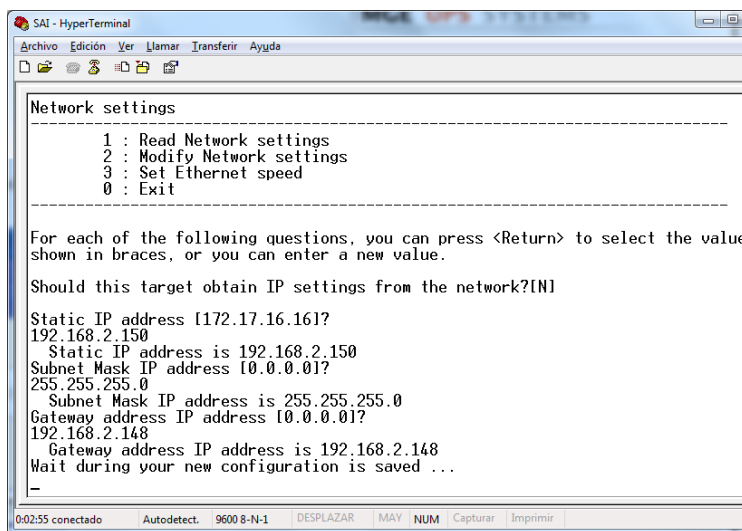 MGE UPS SYSTEMS
SAI - HyperTerminal
Archivo Edición Ver Llamar Transferir Ayuda
Network settings
1 : Read Network settings
2 : Modify Network settings
3 : Set Ethernet speed
0 : Exit
For each of the following questions, you can press <Return> to select the value
shown in braces, or you can enter a new value.
Should this target obtain IP settings from the network?[N]
Static IP address [172.17.16.16]?
192.168.2.150
Static IP address is 192.168.2.150
Subnet Mask IP address [0.0.0.0]?
255.255.255.0
Subnet Mask IP address is 255.255.255.0
Gateway address IP address [0.0.0.0]?
192.168.2.148
Gateway address IP address is 192.168.2.148
Wait during your new configuration is saved ...
0:02:55 conectado Autodetect. 9600 8-N-1 DESPLAZAR MAY NUM Capturar Imprimir